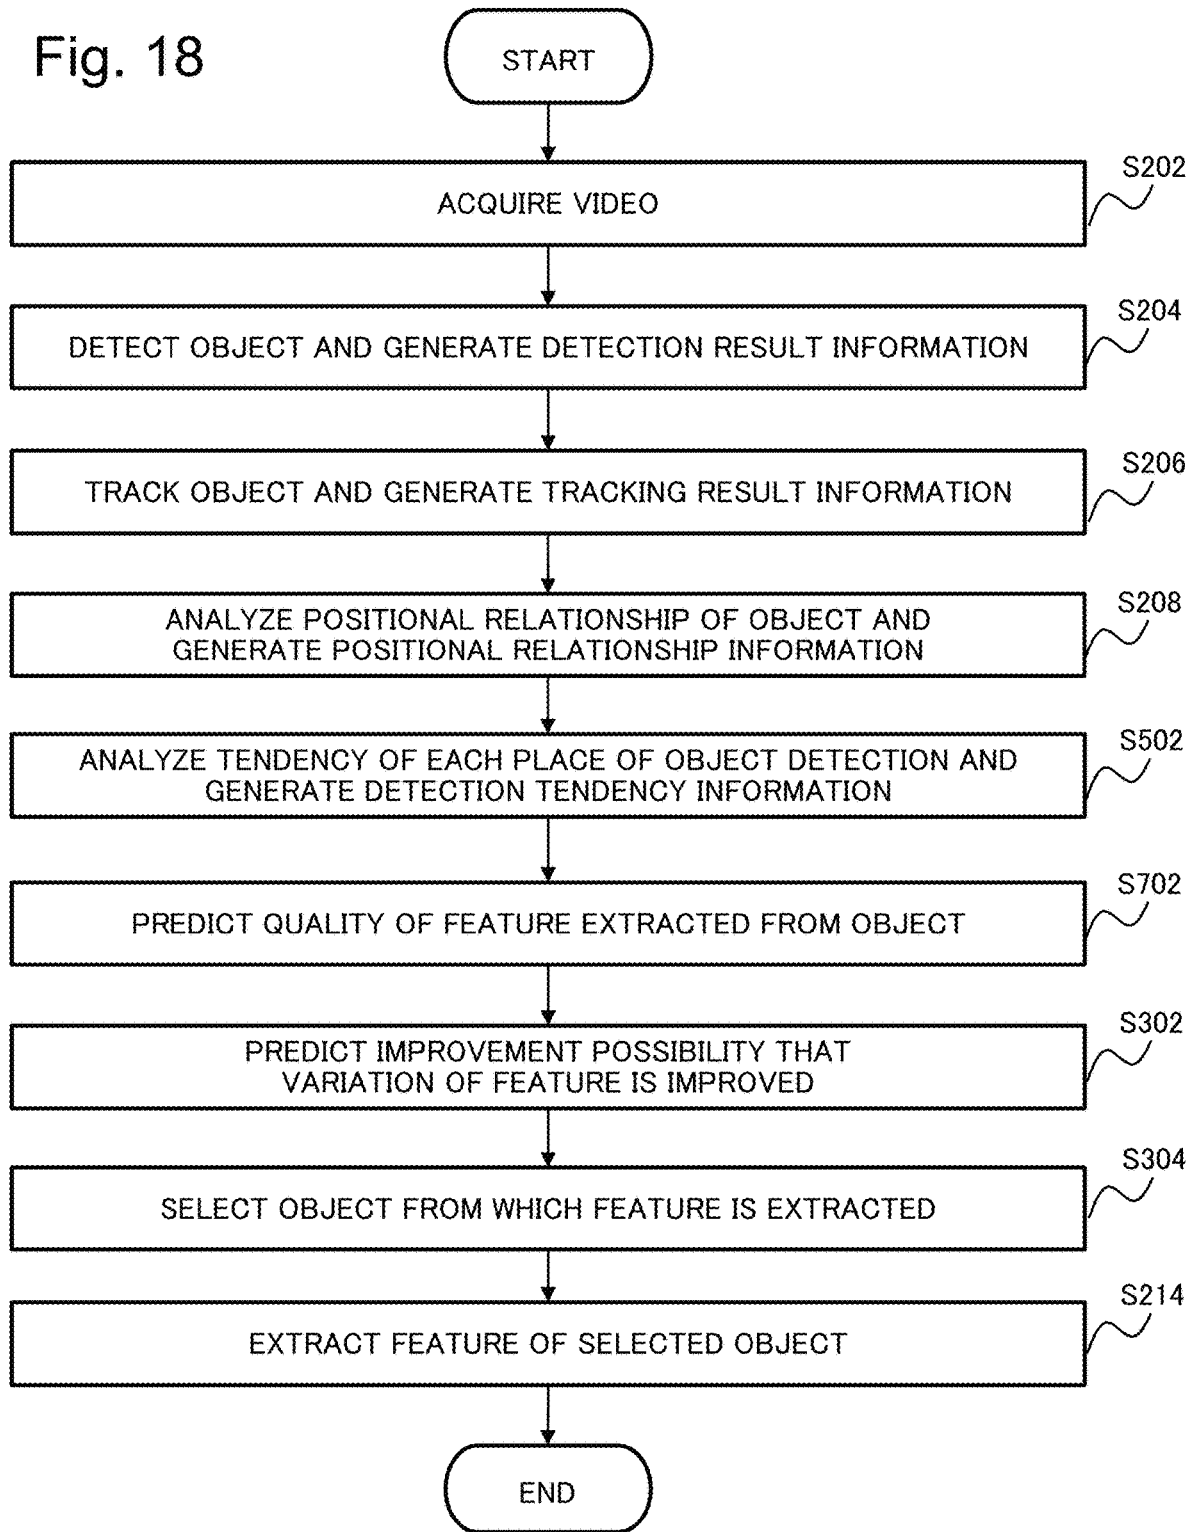 Fig. 18
START
S202
ACQUIRE VIDEO
S204
DETECT OBJECT AND GENERATE DETECTION RESULT INFORMATION
S206
TRACK OBJECT AND GENERATE TRACKING RESULT INFORMATION
S208
ANALYZE POSITIONAL RELATIONSHIP OF OBJECT AND
GENERATE POSITIONAL RELATIONSHIP INFORMATION
S502
ANALYZE TENDENCY OF EACH PLACE OF OBJECT DETECTION AND
GENERATE DETECTION TENDENCY INFORMATION
S702
PREDICT QUALITY OF FEATURE EXTRACTED FROM OBJECT
S302
PREDICT IMPROVEMENT POSSIBILITY THAT
VARIATION OF FEATURE IS IMPROVED
S304
SELECT OBJECT FROM WHICH FEATURE IS EXTRACTED
S214
EXTRACT FEATURE OF SELECTED OBJECT
END